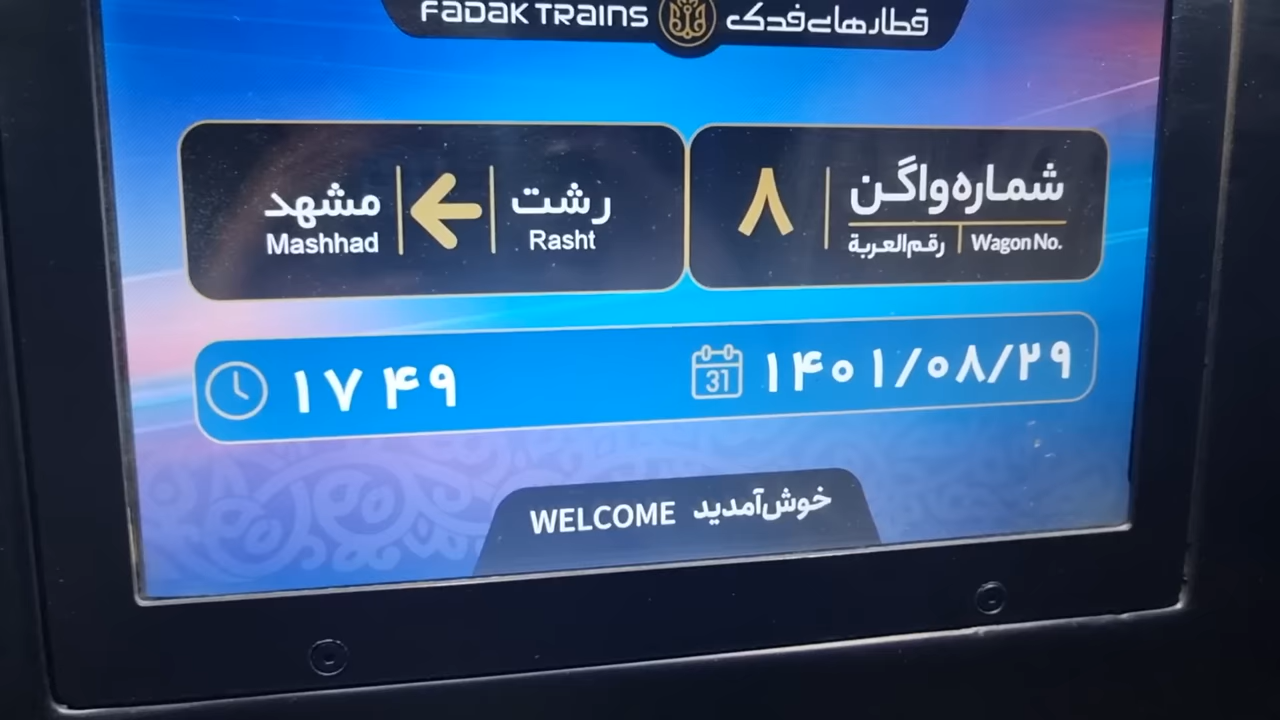 FADAK TRAINS قطارهای فدک
شماره واگن ۸
Wagon No. رقم العربة
رشت مشهد
Rasht Mashhad
۱۷ ۴۹ 31 ۱۴۰۱/۰۸/۲۹
WELCOME خوش آمدید